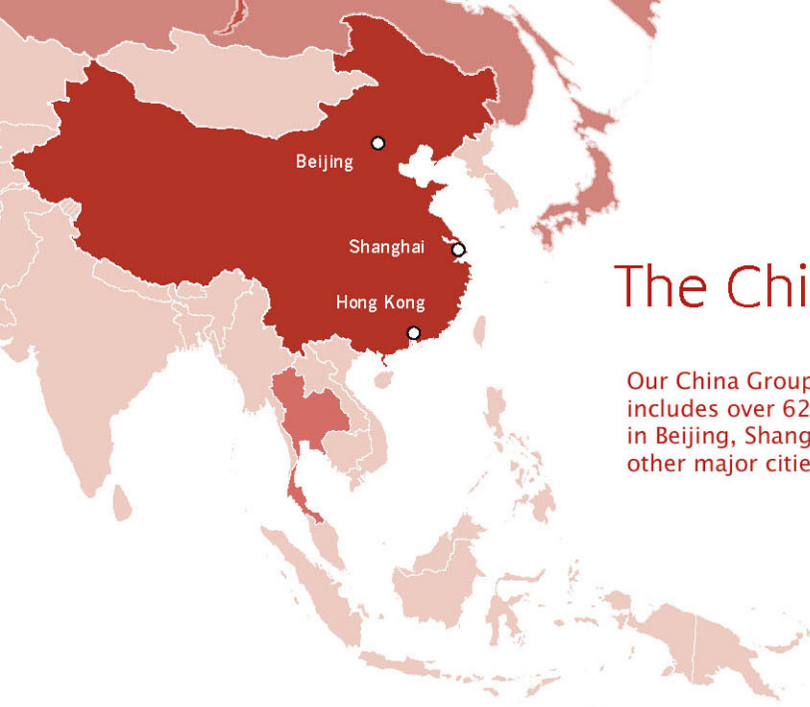 Beijing
Shanghai
Hong Kong
The Chi
Our China Group
includes over 62
in Beijing, Shang
other major citie